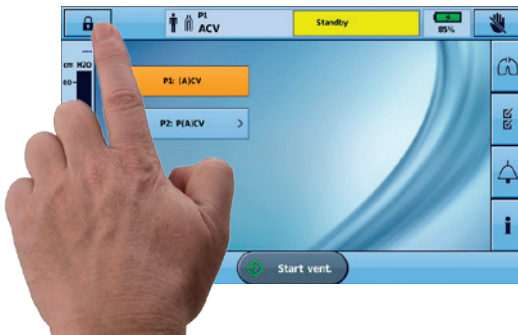 P1
ACV
Standby
85%
cm H2O
60
P1: (A)CV
P2: P(A)CV
Start vent.